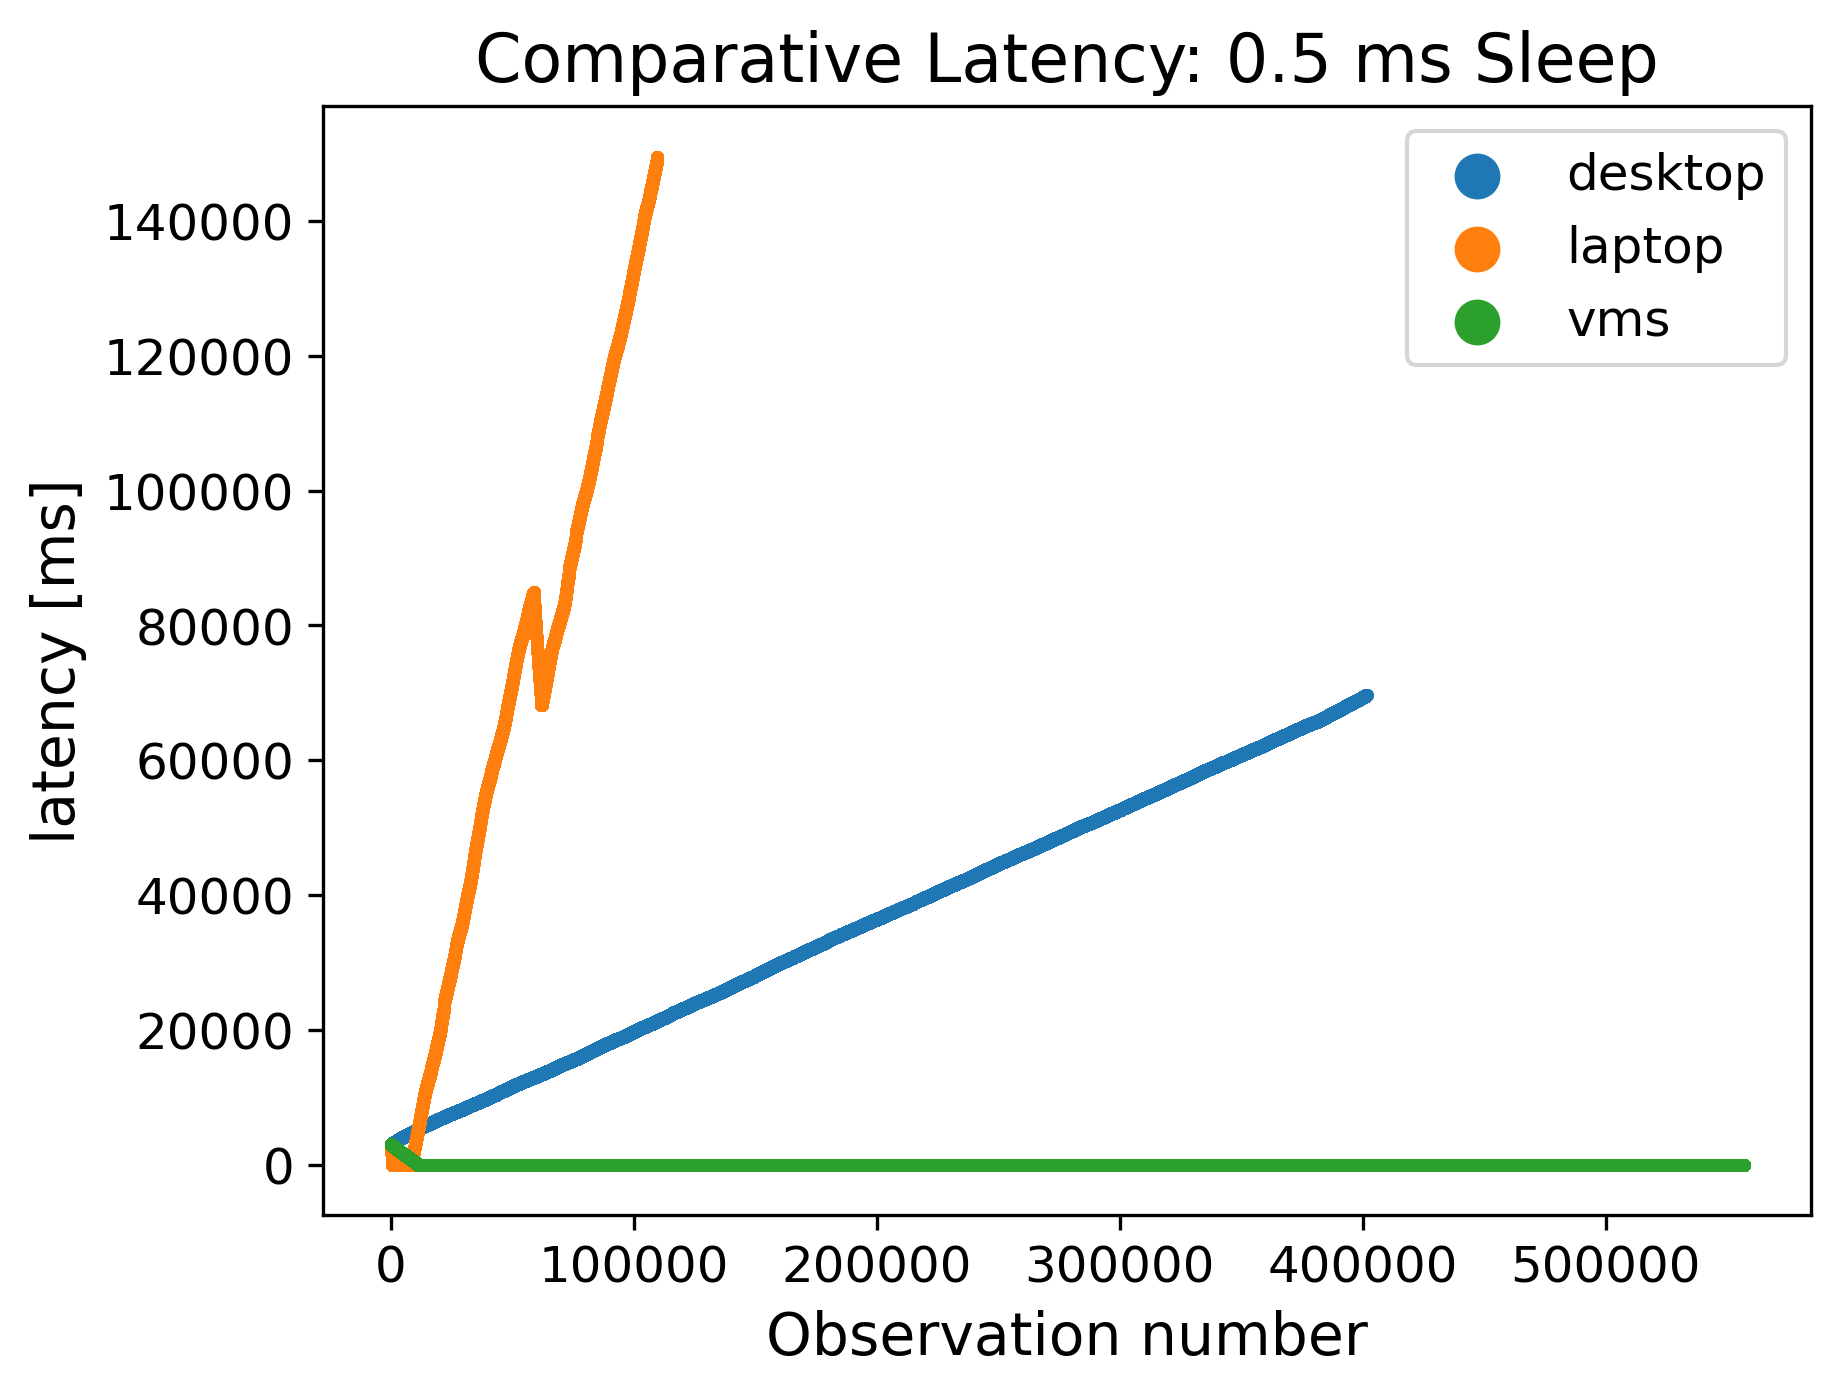 Comparative Latency: 0.5 ms Sleep
desktop
laptop
vms
latency [ms]
140000
120000
100000
80000
60000
40000
20000
0
0 100000 200000 300000 400000 500000
Observation number